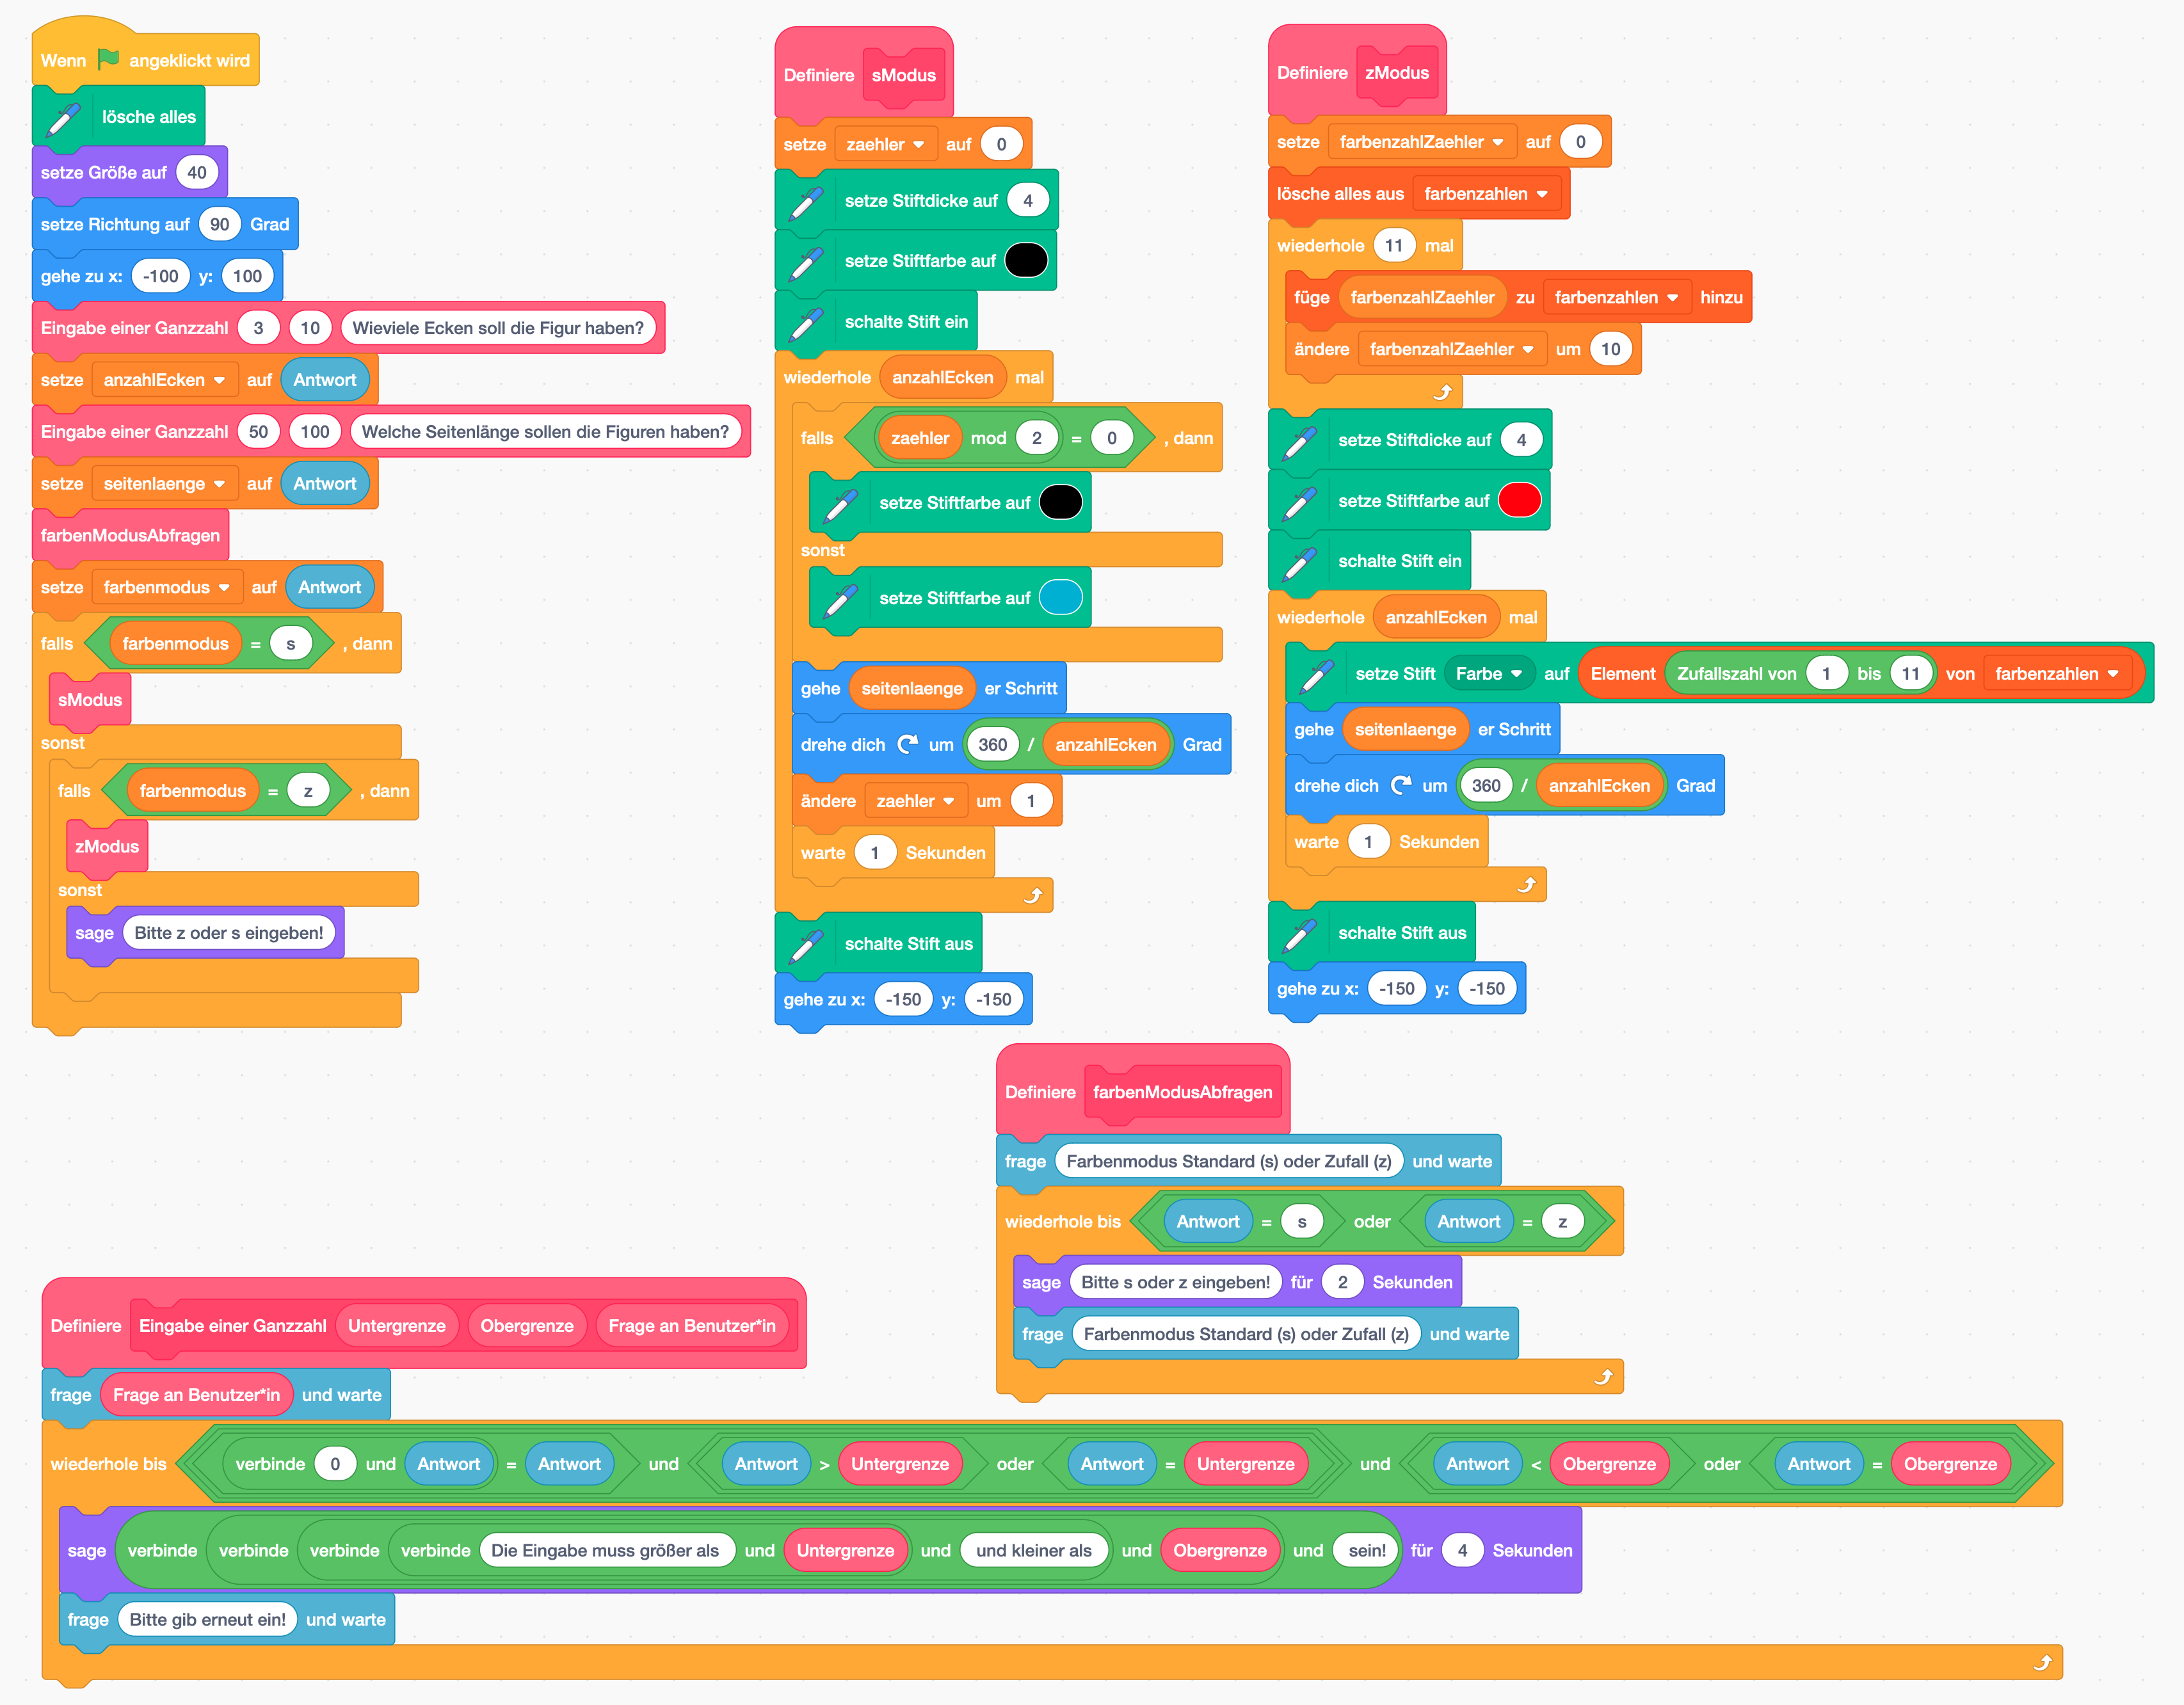 Wenn angeklickt wird
lösche alles
setze Größe auf 40
setze Richtung auf 90 Grad
gehe zu x: -100 y: 100
Eingabe einer Ganzzahl 3 10 Wieviele Ecken soll die Figur haben?
setze anzahlEcken auf Antwort
Eingabe einer Ganzzahl 50 100 Welche Seitenlänge sollen die Figuren haben?
setze seitenlaenge auf Antwort
farbenModusAbfragen
setze farbenmodus auf Antwort
falls farbenmodus = s , dann
sModus
sonst
falls farbenmodus = z , dann
zModus
sonst
sage Bitte z oder s eingeben!
Definiere sModus
setze zaehler auf 0
setze Stiftdicke auf 4
setze Stiftfarbe auf
schalte Stift ein
wiederhole anzahlEcken mal
falls zaehler mod 2 = 0 , dann
setze Stiftfarbe auf
sonst
setze Stiftfarbe auf
gehe seitenlaenge er Schritt
drehe dich um 360 / anzahlEcken Grad
ändere zaehler um 1
warte 1 Sekunden
schalte Stift aus
gehe zu x: -150 y: -150
Definiere zModus
setze farbenzahlZaehler auf 0
lösche alles aus farbenzahlen
wiederhole 11 mal
füge farbenzahlZaehler zu farbenzahlen hinzu
ändere farbenzahlZaehler um 10
setze Stiftdicke auf 4
setze Stiftfarbe auf
schalte Stift ein
wiederhole anzahlEcken mal
setze Stift Farbe auf Element Zufallszahl von 1 bis 11 von farbenzahlen
gehe seitenlaenge er Schritt
drehe dich um 360 / anzahlEcken Grad
warte 1 Sekunden
schalte Stift aus
gehe zu x: -150 y: -150
Definiere farbenModusAbfragen
frage Farbenmodus Standard (s) oder Zufall (z) und warte
wiederhole bis Antwort = s oder Antwort = z
sage Bitte s oder z eingeben! für 2 Sekunden
frage Farbenmodus Standard (s) oder Zufall (z) und warte
Definiere Eingabe einer Ganzzahl Untergrenze Obergrenze Frage an Benutzer*in
frage Frage an Benutzer*in und warte
wiederhole bis verbinde 0 und Antwort = Antwort und Antwort > Untergrenze oder Antwort = Untergrenze und Antwort < Obergrenze oder Antwort = Obergrenze
sage verbinde verbinde verbinde verbinde Die Eingabe muss größer als und Untergrenze und und kleiner als und Obergrenze und sein! für 4 Sekunden
frage Bitte gib erneut ein! und warte